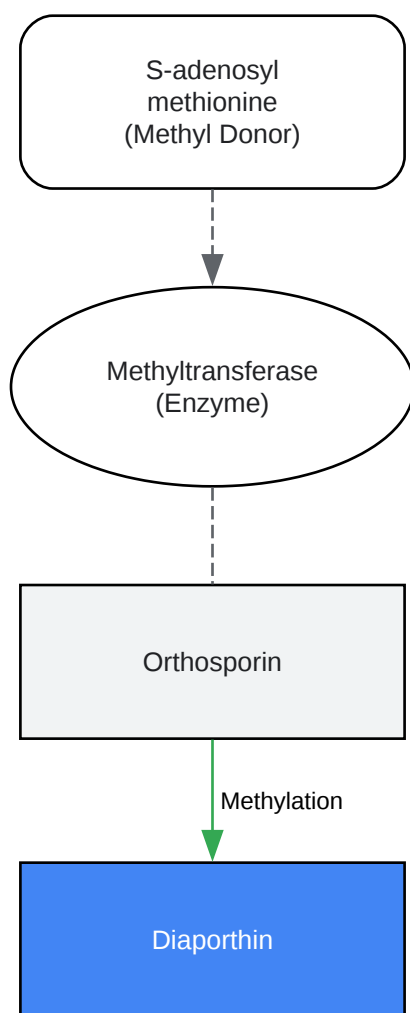 S-adenosyl
methionine
(Methyl Donor)
Methyltransferase
(Enzyme)
Orthosporin
Methylation
Diaporthin